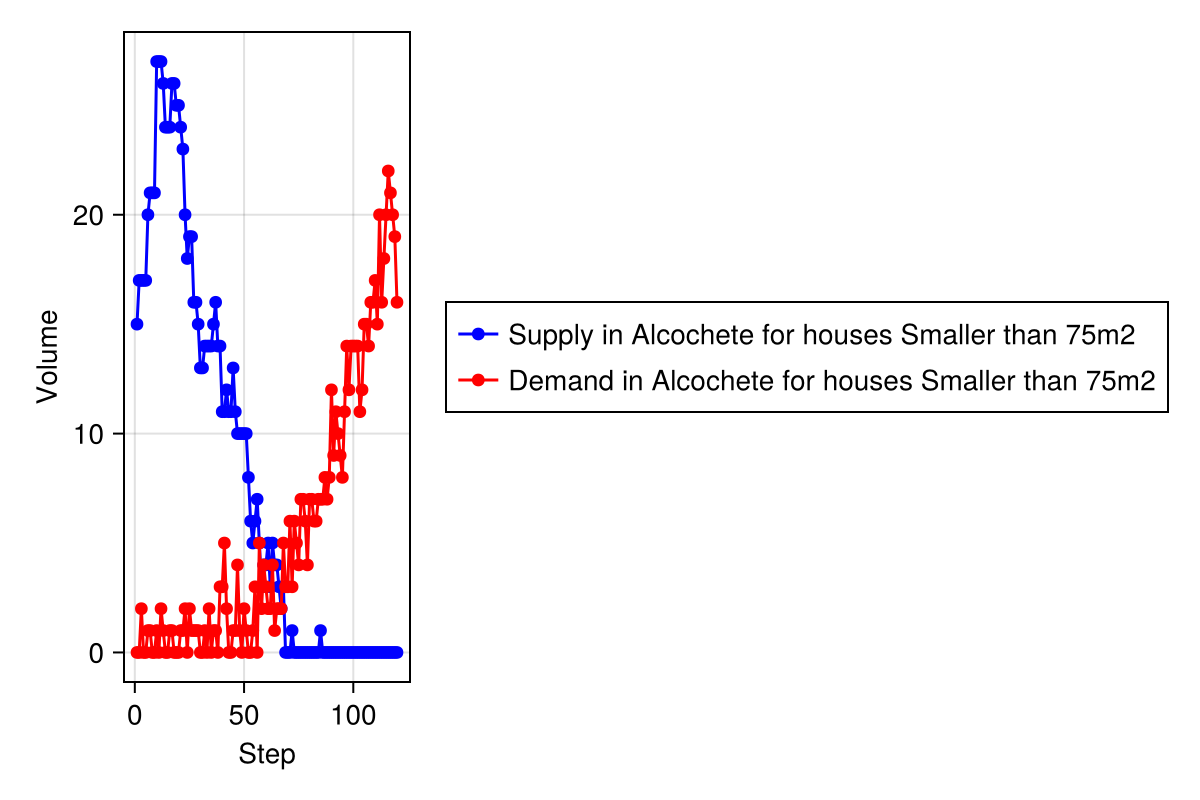 20
10
0
Volume
0 50 100
Step
Supply in Alcochete for houses Smaller than 75m2
Demand in Alcochete for houses Smaller than 75m2